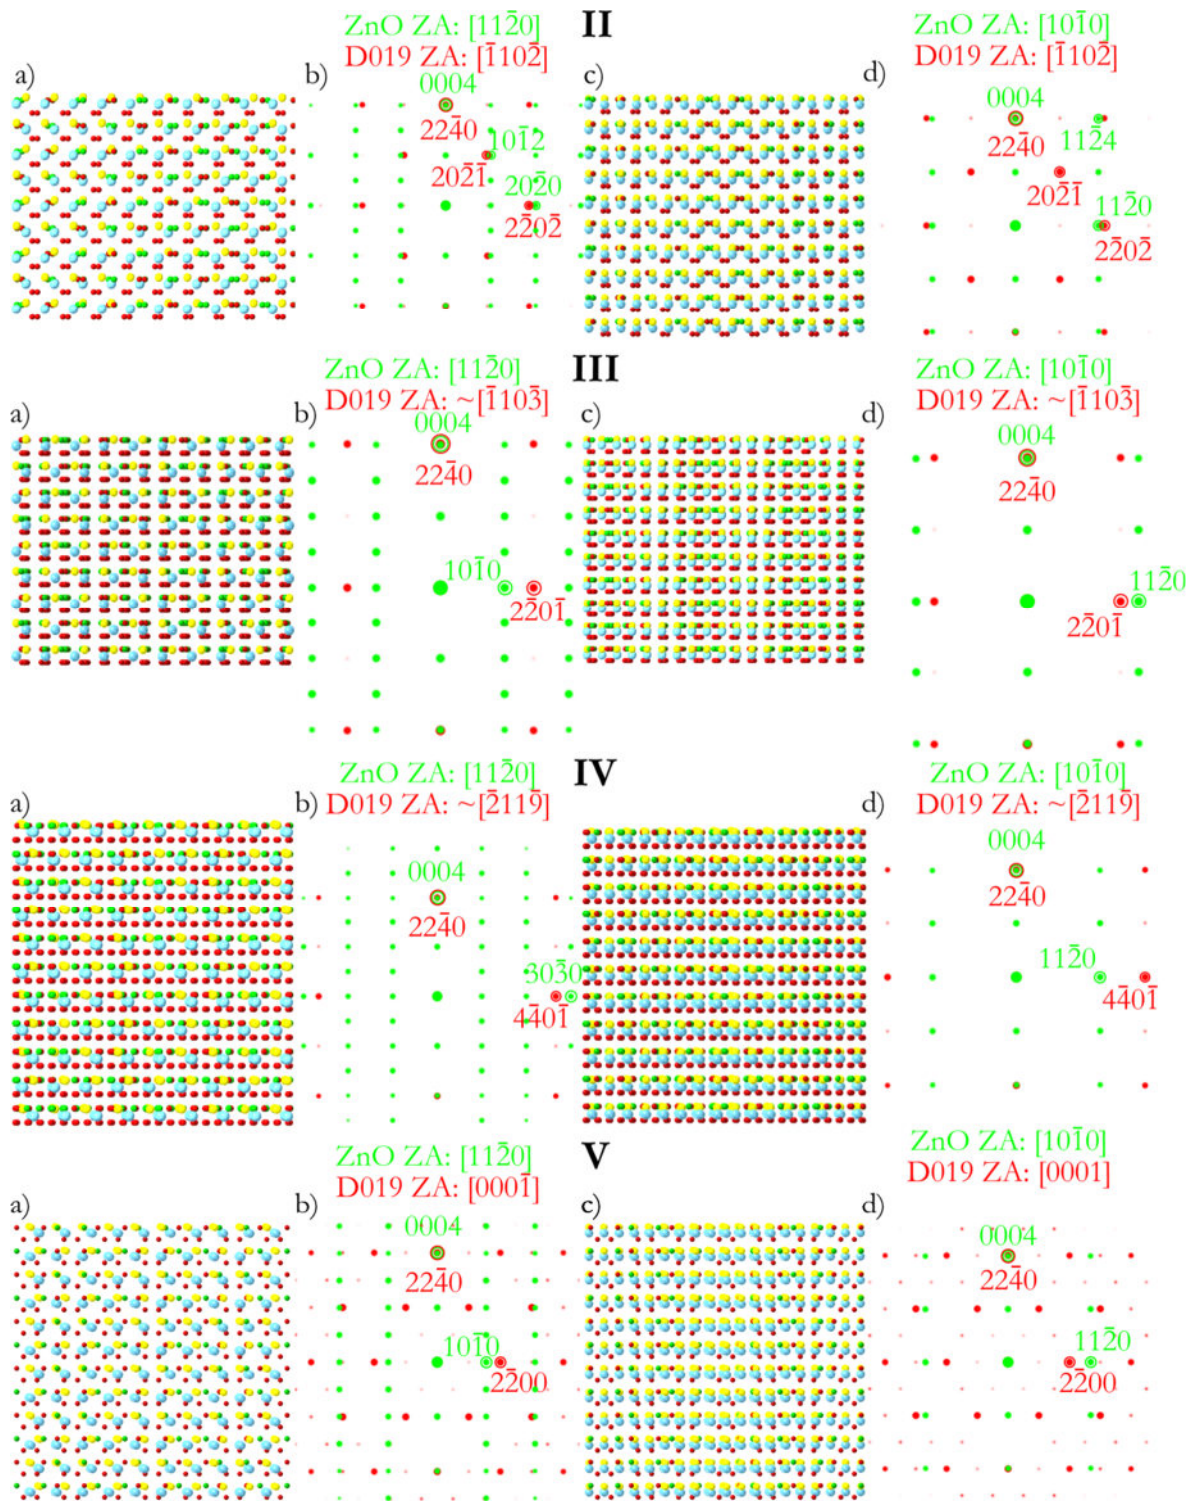 II
ZnO ZA: [112̄0]
D019 ZA: [1̄102̄]
ZnO ZA: [101̄0]
D019 ZA: [1̄102̄]
a)
b)
c)
d)
0004
224̄0
101̄2
202̄1̄
202̄0
22̄02̄
0004
224̄0
112̄4
202̄1̄
112̄0
22̄02̄
III
ZnO ZA: [112̄0]
D019 ZA: ~[1̄103̄]
ZnO ZA: [101̄0]
D019 ZA: ~[1̄103̄]
a)
b)
c)
d)
0004
224̄0
101̄0
22̄01̄
0004
224̄0
112̄0
22̄01̄
IV
ZnO ZA: [112̄0]
D019 ZA: ~[2̄119̄]
ZnO ZA: [101̄0]
D019 ZA: ~[2̄119̄]
a)
b)
c)
d)
0004
224̄0
303̄0
44̄01̄
0004
224̄0
112̄0
44̄01̄
V
ZnO ZA: [112̄0]
D019 ZA: [0001̄]
ZnO ZA: [101̄0]
D019 ZA: [0001]
a)
b)
c)
d)
0004
224̄0
101̄0
22̄00
0004
224̄0
112̄0
22̄00